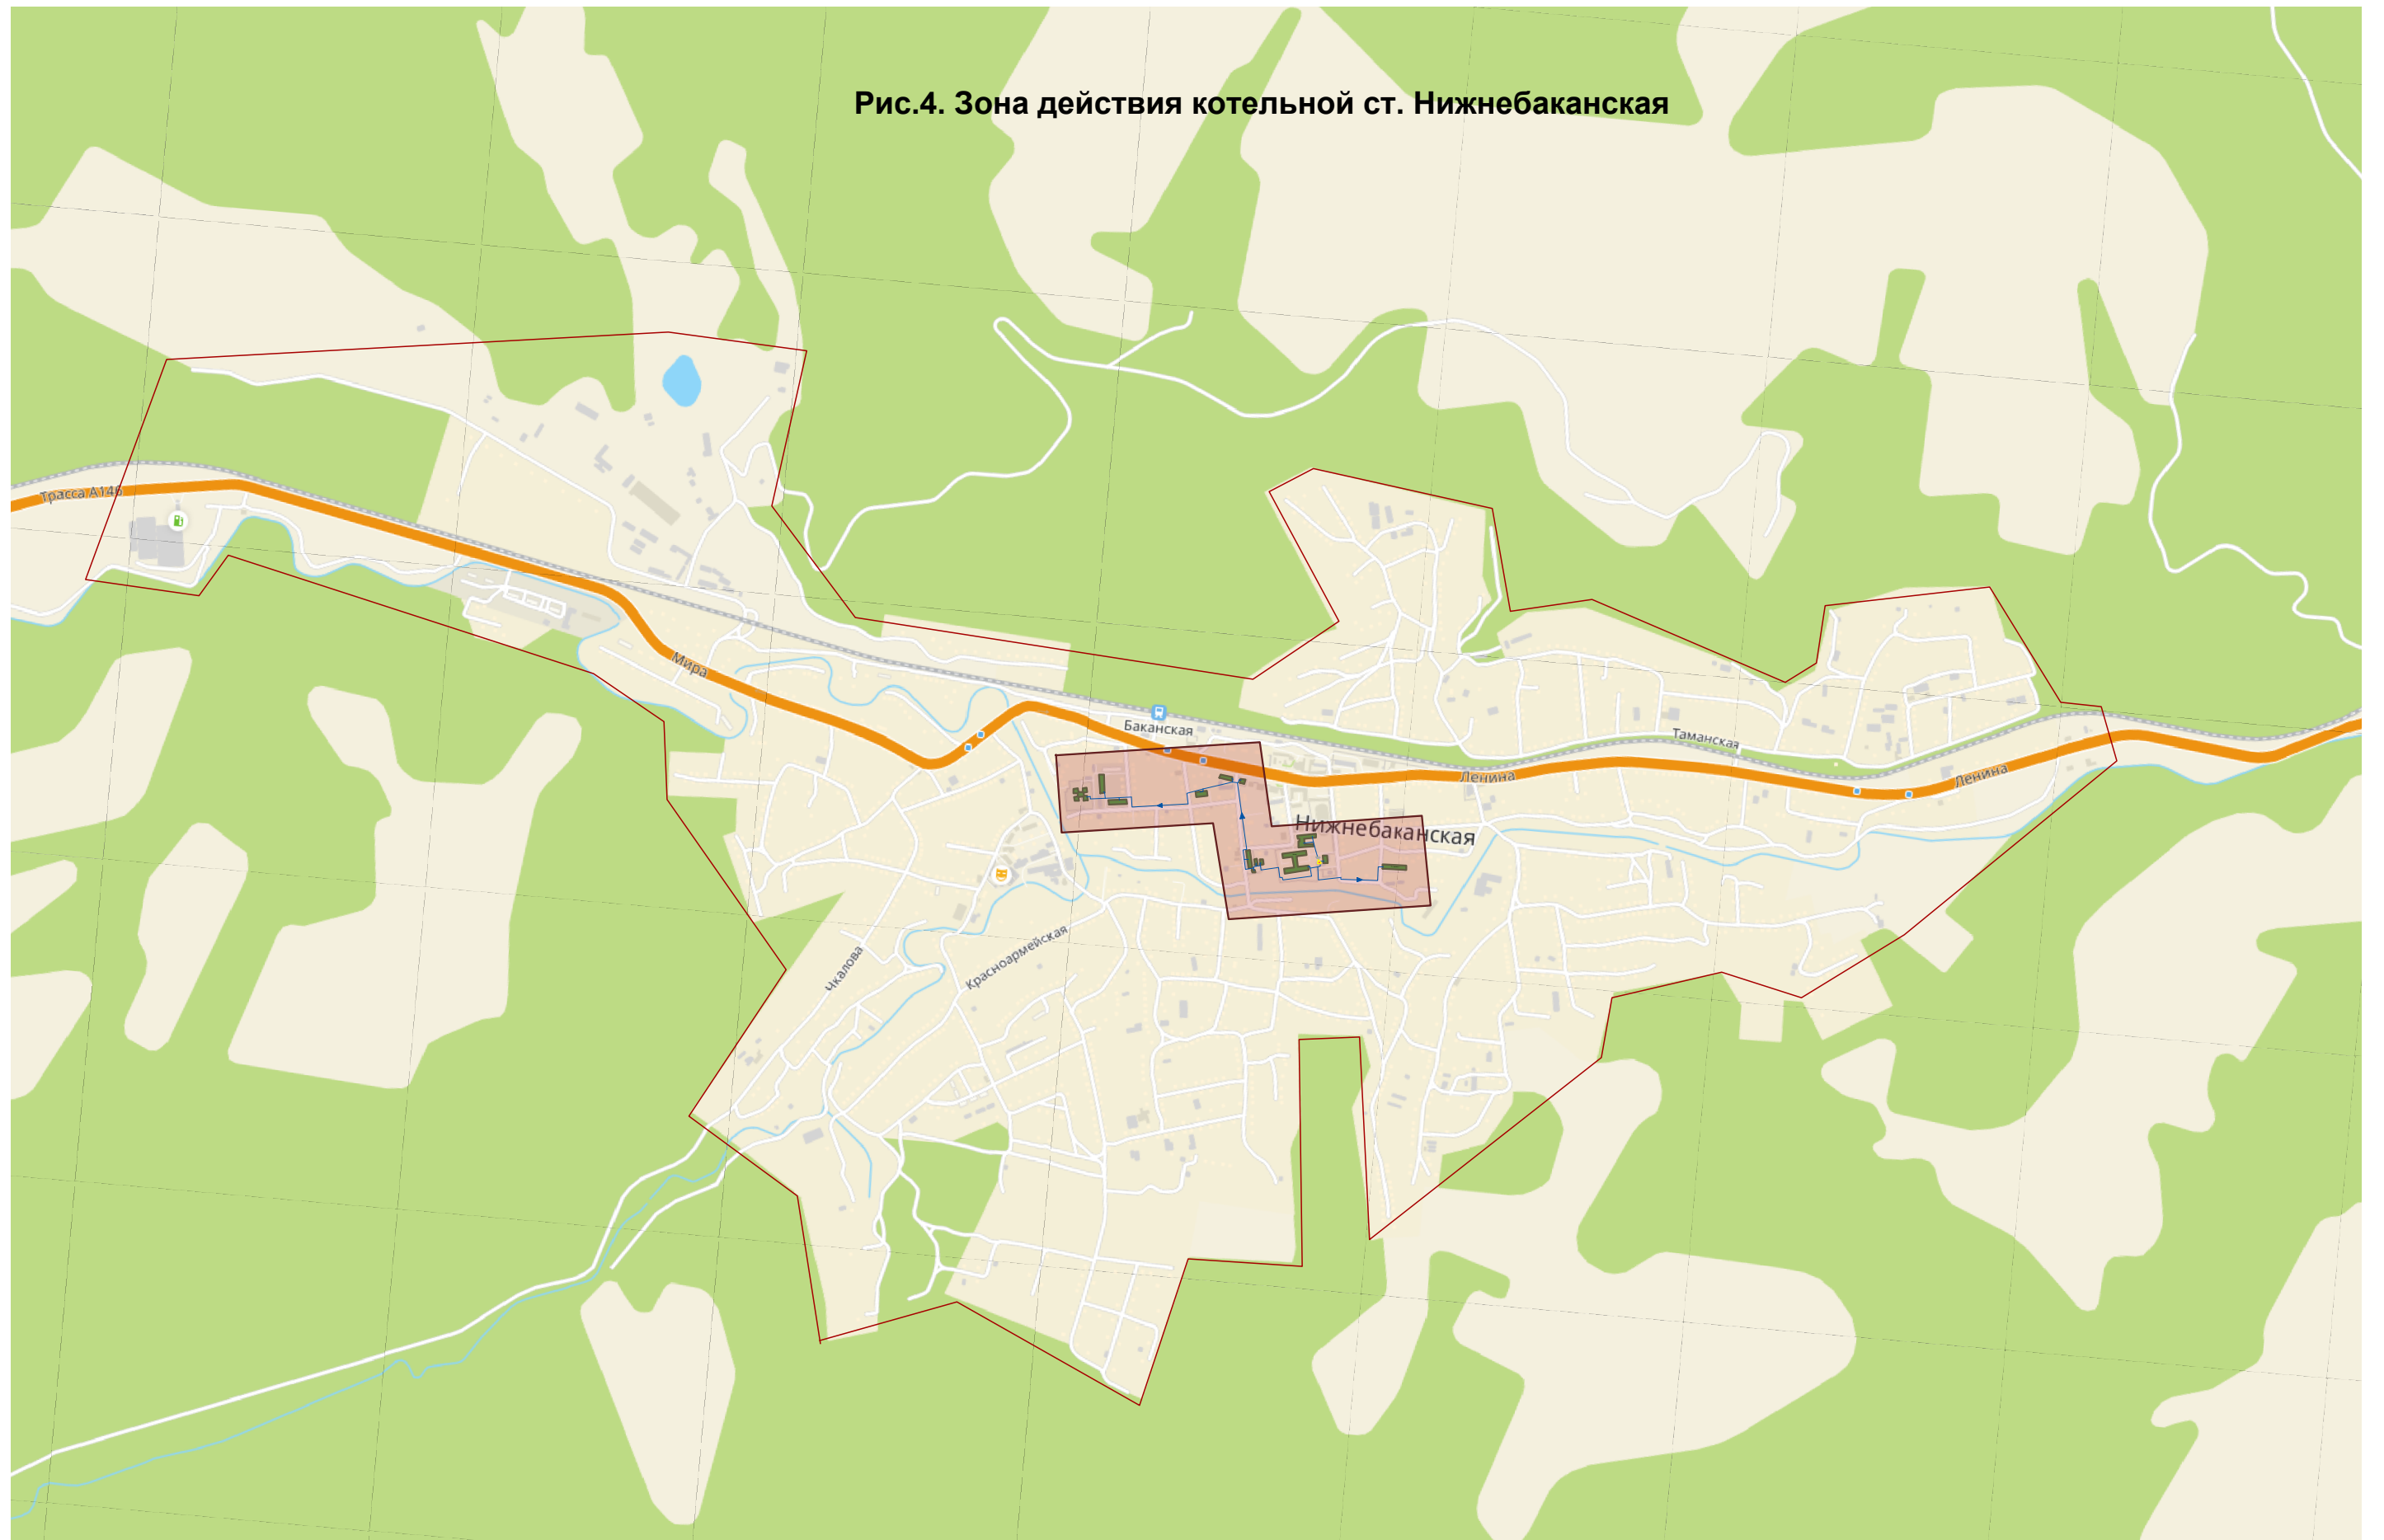 Рис.4. Зона действия котельной ст. Нижнебаканская
Трасса А146
Мира
Баканская
Таманская
Ленина
Ленина
Нижнебаканская
Чкалова
Красноармейская